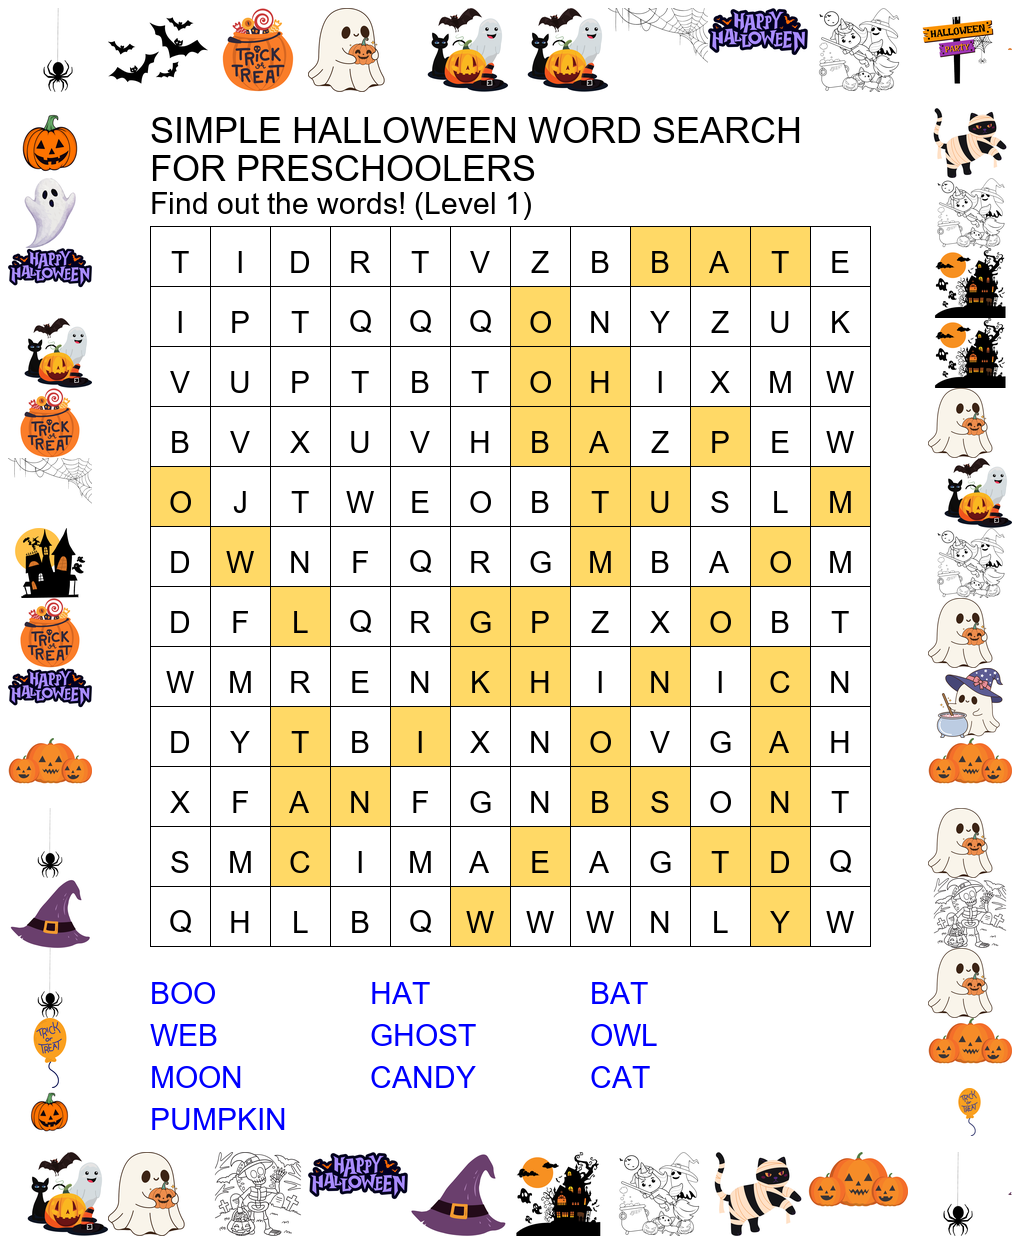 HALLOWEEN
PARTY
TRICK
or
TREAT
HAPPY
HALLOWEEN
SIMPLE HALLOWEEN WORD SEARCH
FOR PRESCHOOLERS
Find out the words! (Level 1)
T I D R T V Z B B A T E
I P T Q Q Q O N Y Z U K
V U P T B T O H I X M W
B V X U V H B A Z P E W
O J T W E O B T U S L M
D W N F Q R G M B A O M
D F L Q R G P Z X O B T
W M R E N K H I N I C N
D Y T B I X N O V G A H
X F A N F G N B S O N T
S M C I M A E A G T D Q
Q H L B Q W W W N L Y W
BOO HAT BAT
WEB GHOST OWL
MOON CANDY CAT
PUMPKIN
HAPPY
HALLOWEEN
TRICK
or
TREAT
TRICK
or
TREAT
HAPPY
HALLOWEEN
TRICK
or
TREAT
TRICK
or
TREAT
HAPPY
HALLOWEEN